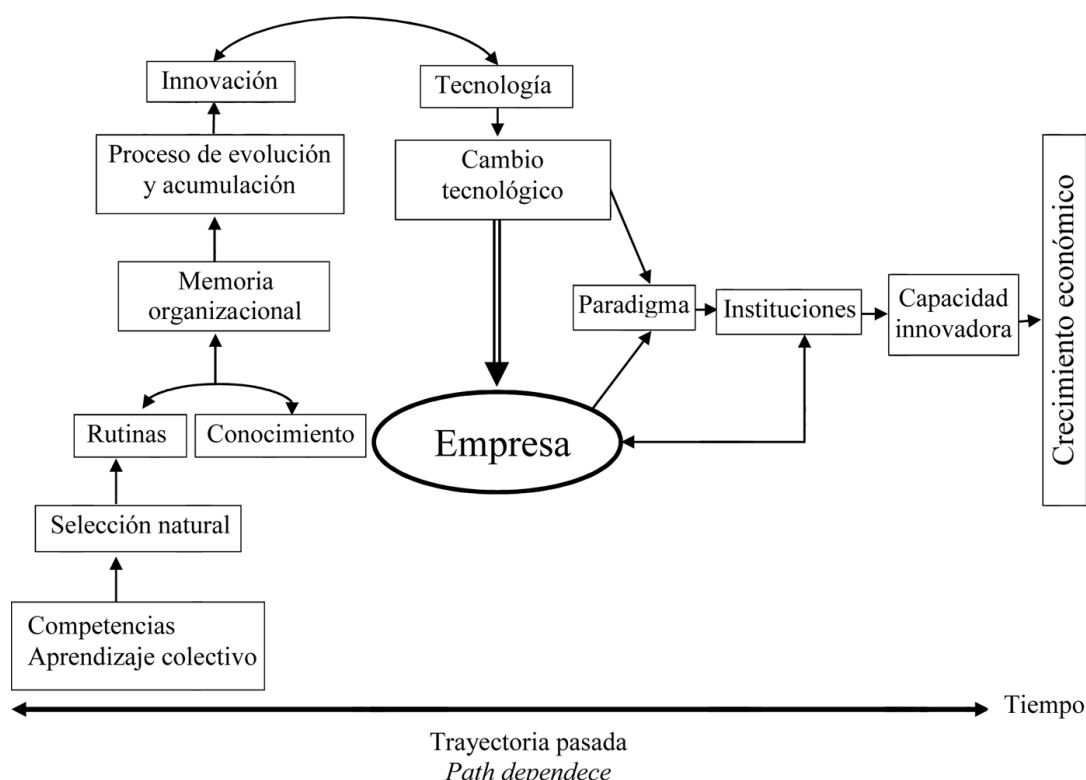 Innovación
Tecnología
Proceso de evolución
y acumulación
Cambio
tecnológico
Memoria
organizacional
Paradigma
Instituciones
Capacidad
innovadora
Crecimiento económico
Rutinas
Conocimiento
Empresa
Selección natural
Competencias
Aprendizaje colectivo
Tiempo
Trayectoria pasada
Path dependece